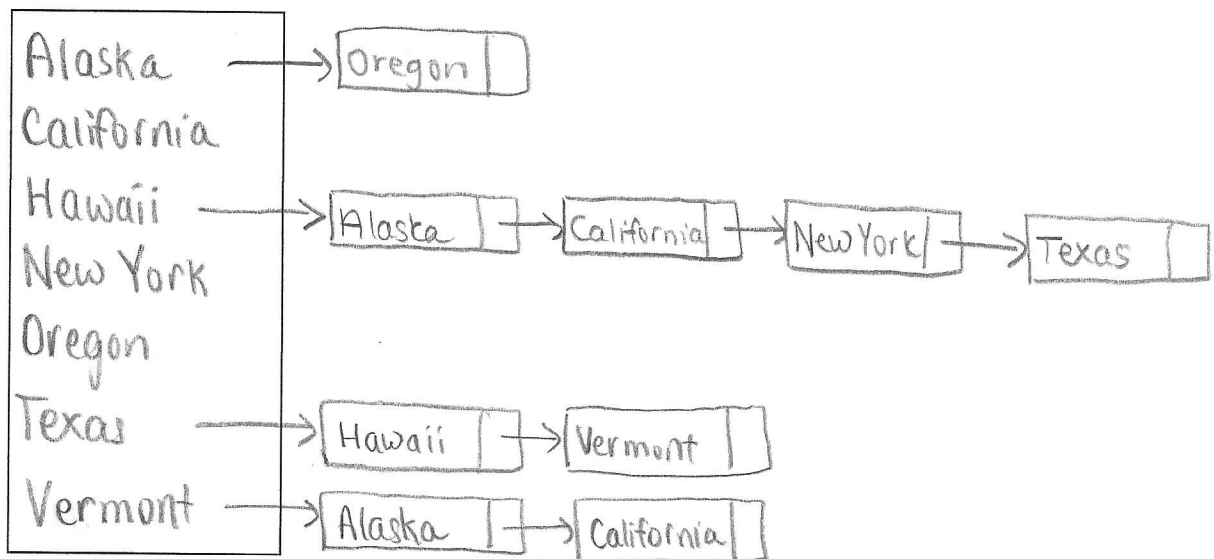 Alaska Oregon
California
Hawaii Alaska California New York Texas
New York
Oregon
Texas Hawaii Vermont
Vermont Alaska California